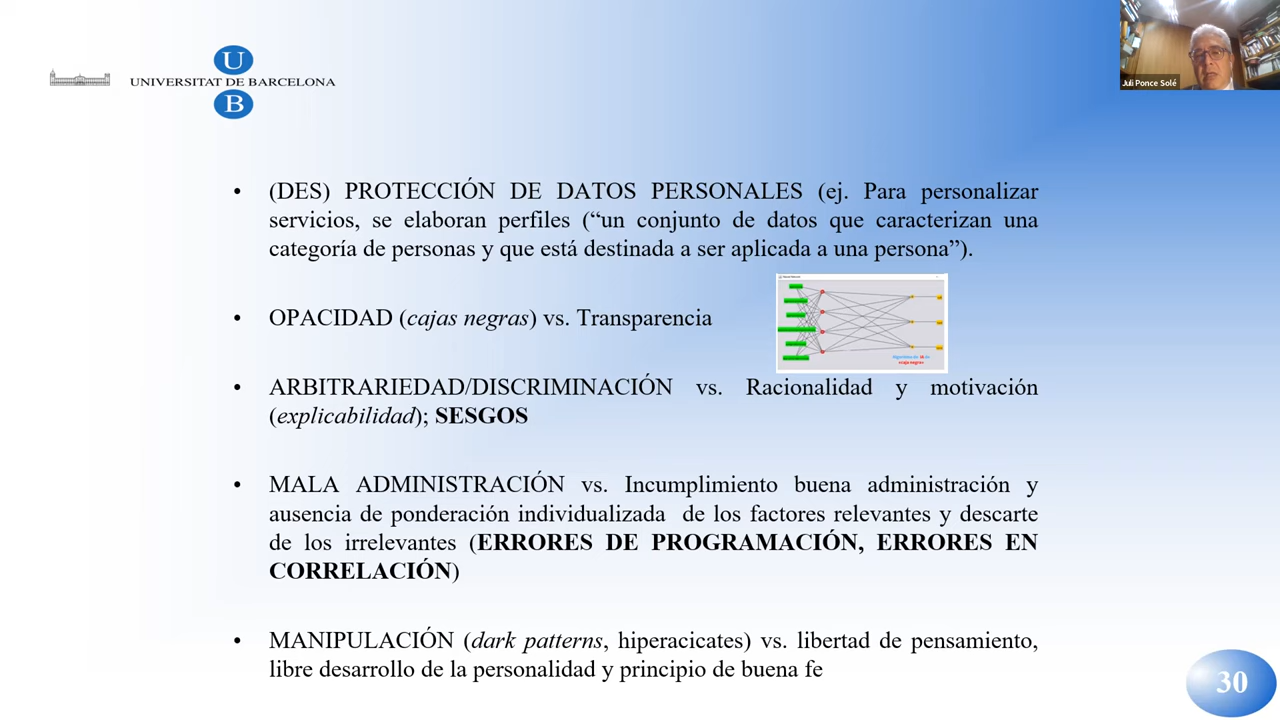 Juli Ponce Solé
U
UNIVERSITAT DE BARCELONA
B
• (DES) PROTECCIÓN DE DATOS PERSONALES (ej. Para personalizar
servicios, se elaboran perfiles (“un conjunto de datos que caracterizan una
categoría de personas y que está destinada a ser aplicada a una persona”).
• OPACIDAD (cajas negras) vs. Transparencia
• ARBITRARIEDAD/DISCRIMINACIÓN vs. Racionalidad y motivación
(explicabilidad); SESGOS
• MALA ADMINISTRACIÓN vs. Incumplimiento buena administración y
ausencia de ponderación individualizada de los factores relevantes y descarte
de los irrelevantes (ERRORES DE PROGRAMACIÓN, ERRORES EN
CORRELACIÓN)
• MANIPULACIÓN (dark patterns, hiperacicates) vs. libertad de pensamiento,
libre desarrollo de la personalidad y principio de buena fe
30